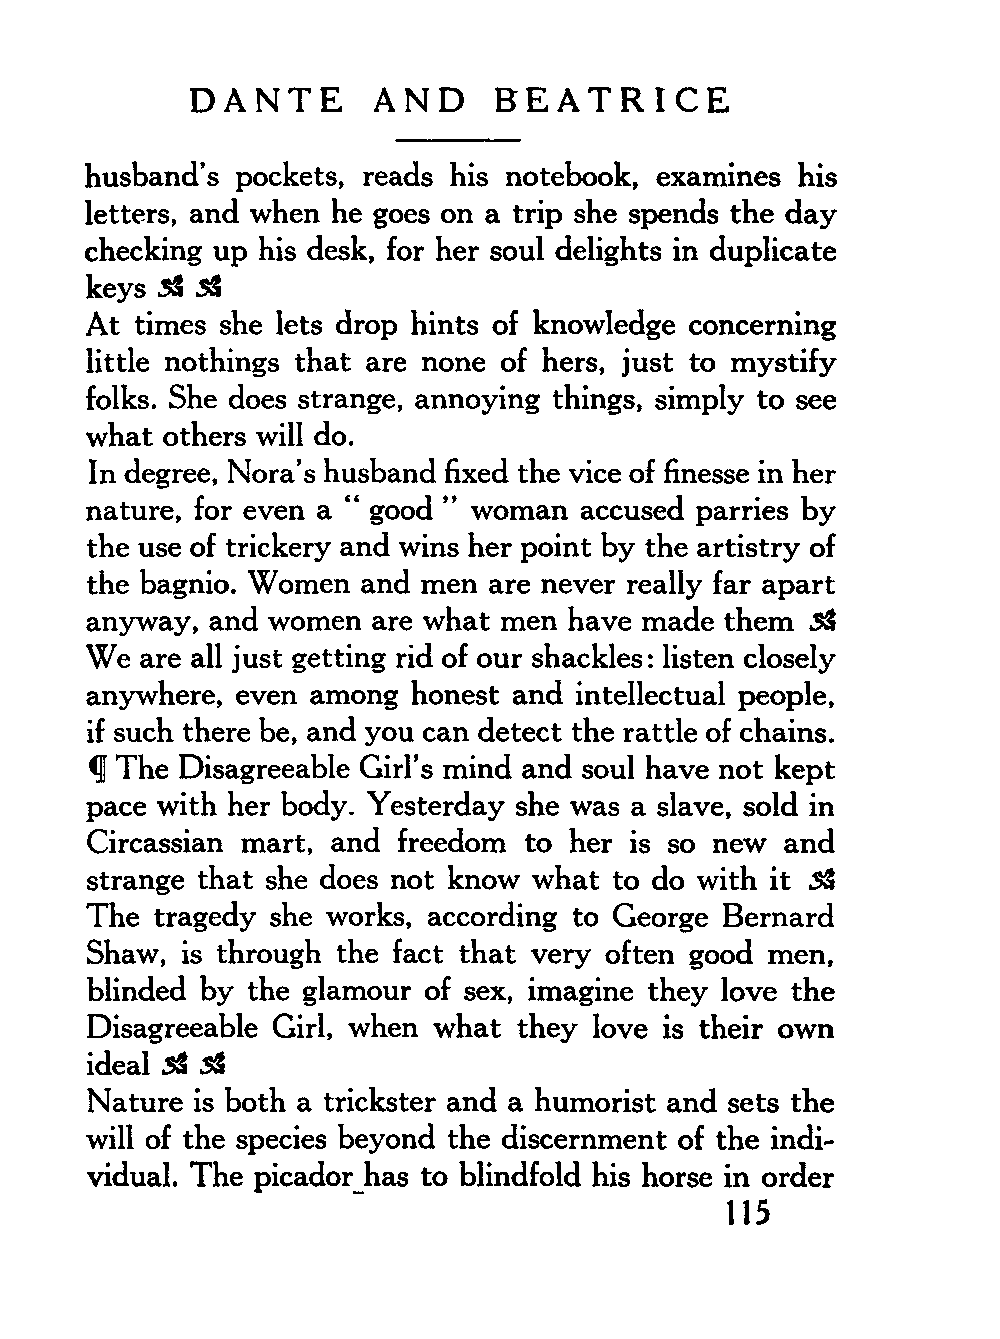 DANTE AND BEATRICE
husband's pockets, reads his notebook, examines his
letters, and when he goes on a trip she spends the day
checking up his desk, for her soul delights in duplicate
keys
At times she lets drop hints of knowledge concerning
little nothings that are none of hers, just to mystify
folks. She does strange, annoying things, simply to see
what others will do.
In degree, Nora's husband fixed the vice of finesse in her
nature, for even a “ good ” woman accused parries by
the use of trickery and wins her point by the artistry of
the bagnio. Women and men are never really far apart
anyway, and women are what men have made them
We are all just getting rid of our shackles: listen closely
anywhere, even among honest and intellectual people,
if such there be, and you can detect the rattle of chains.
¶ The Disagreeable Girl's mind and soul have not kept
pace with her body. Yesterday she was a slave, sold in
Circassian mart, and freedom to her is so new and
strange that she does not know what to do with it
The tragedy she works, according to George Bernard
Shaw, is through the fact that very often good men,
blinded by the glamour of sex, imagine they love the
Disagreeable Girl, when what they love is their own
ideal
Nature is both a trickster and a humorist and sets the
will of the species beyond the discernment of the indi-
vidual. The picador has to blindfold his horse in order
115